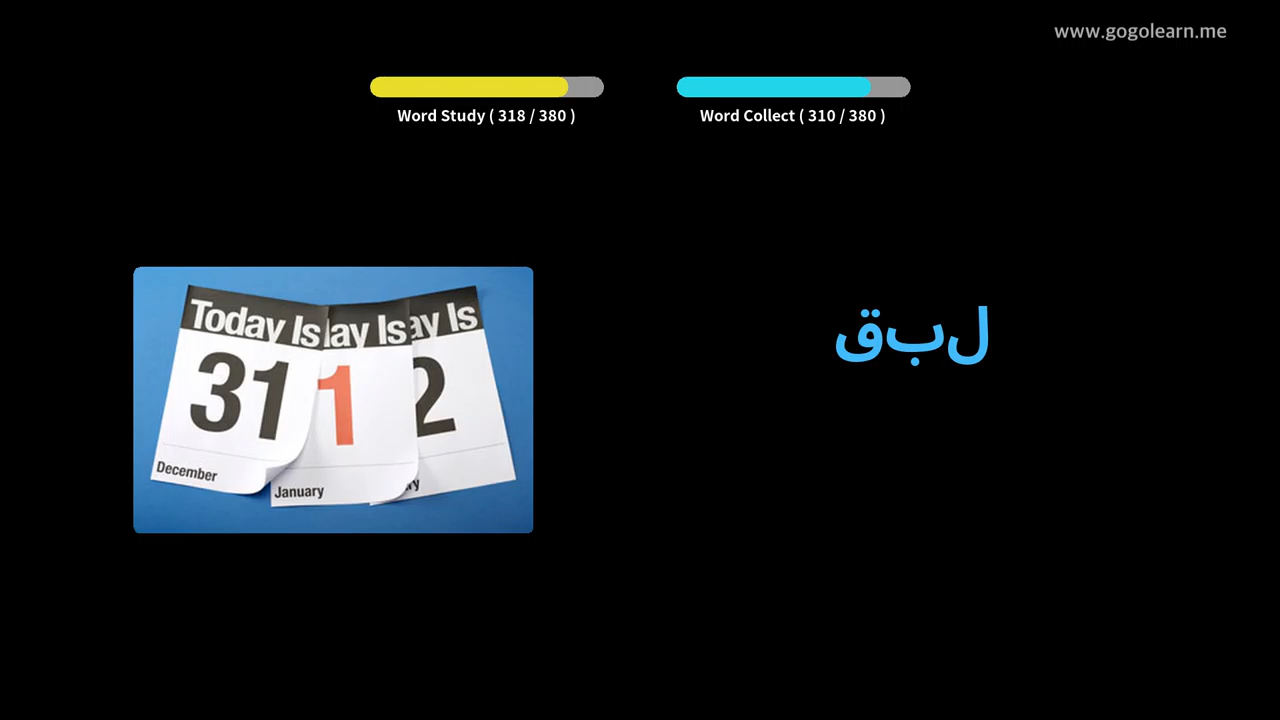 www.gogolearn.me
Word Study ( 318 / 380 )
Word Collect ( 310 / 380 )
Today Is
31
December
ay Is
1
January
ay Is
2
ry
قبل